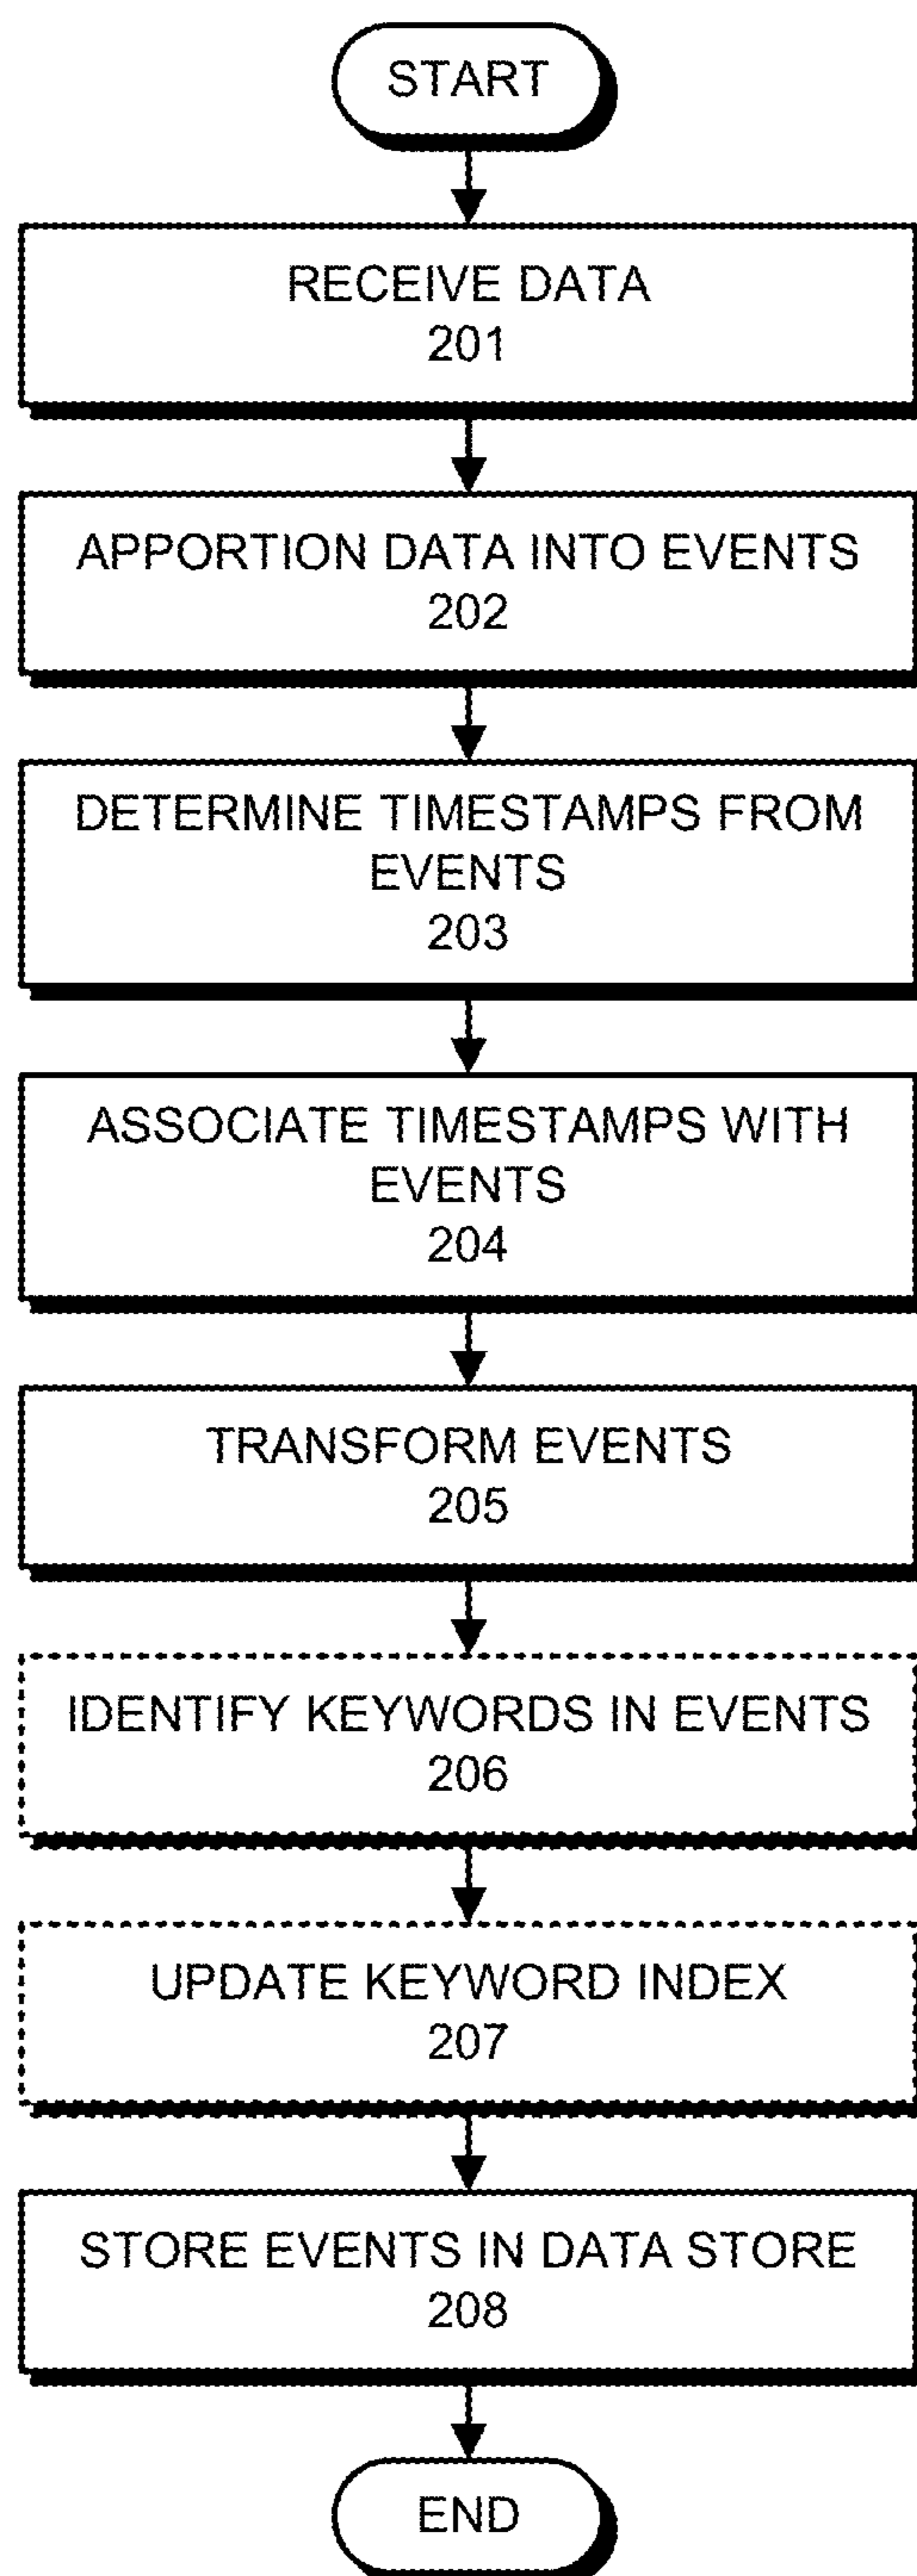 START
RECEIVE DATA
201
APPORTION DATA INTO EVENTS
202
DETERMINE TIMESTAMPS FROM
EVENTS
203
ASSOCIATE TIMESTAMPS WITH
EVENTS
204
TRANSFORM EVENTS
205
IDENTIFY KEYWORDS IN EVENTS
206
UPDATE KEYWORD INDEX
207
STORE EVENTS IN DATA STORE
208
END